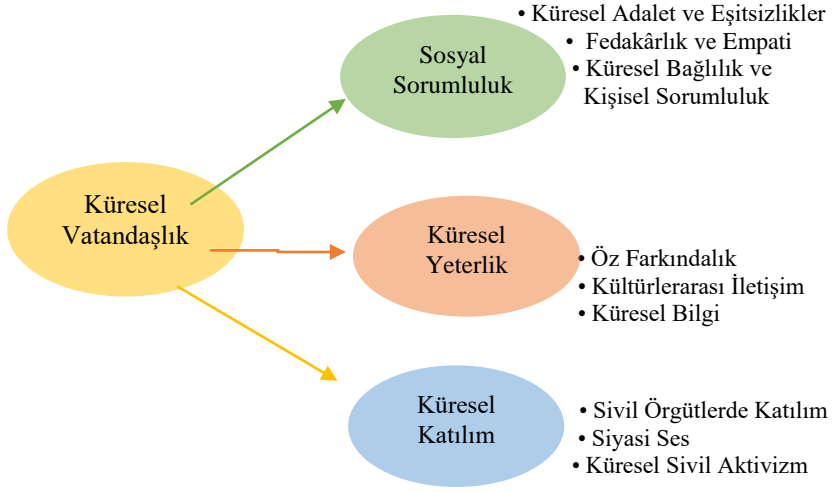 Küresel
Vatandaşlık
Sosyal
Sorumluluk
• Küresel Adalet ve Eşitsizlikler
• Fedakârlık ve Empati
• Küresel Bağlılık ve
Kişisel Sorumluluk
Küresel
Yeterlik
• Öz Farkındalık
• Kültürlerarası İletişim
• Küresel Bilgi
Küresel
Katılım
• Sivil Örgütlerde Katılım
• Siyasi Ses
• Küresel Sivil Aktivizm